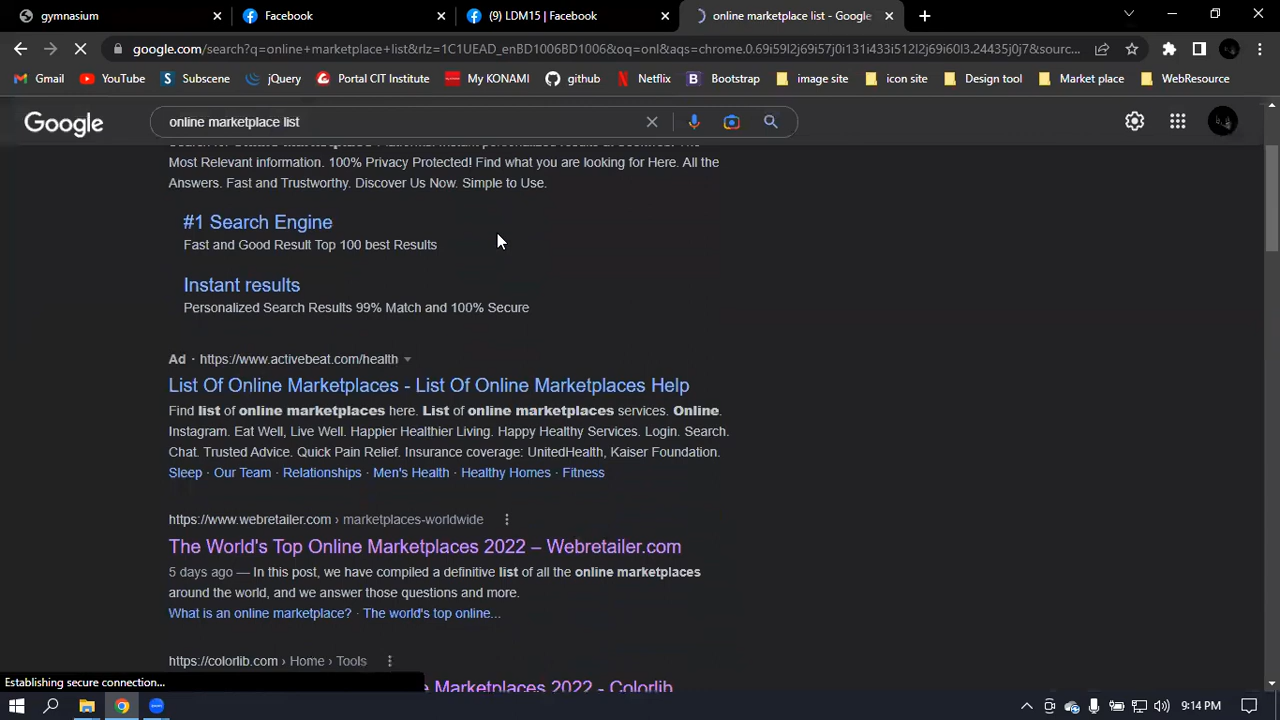 gymnasium
Facebook
(9) LDM15 | Facebook
online marketplace list - Google
google.com/search?q=online+marketplace+list&rlz=1C1UEAD_enBD1006BD1006&oq=onl&aqs=chrome.0.69i59l2j69i57j0i131i433i512l2j69i60l3.24435j0j7&sourc...
Gmail
YouTube
Subscene
jQuery
Portal CIT Institute
My KONAMI
github
Netflix
Bootstrap
image site
icon site
Design tool
Market place
WebResource
Google
online marketplace list
Most Relevant information. 100% Privacy Protected! Find what you are looking for Here. All the
Answers. Fast and Trustworthy. Discover Us Now. Simple to Use.
#1 Search Engine
Fast and Good Result Top 100 best Results
Instant results
Personalized Search Results 99% Match and 100% Secure
Ad · https://www.activebeat.com/health
List Of Online Marketplaces - List Of Online Marketplaces Help
Find list of online marketplaces here. List of online marketplaces services. Online.
Instagram. Eat Well, Live Well. Happier Healthier Living. Happy Healthy Services. Login. Search.
Chat. Trusted Advice. Quick Pain Relief. Insurance coverage: UnitedHealth, Kaiser Foundation.
Sleep · Our Team · Relationships · Men's Health · Healthy Homes · Fitness
https://www.webretailer.com › marketplaces-worldwide
The World's Top Online Marketplaces 2022 – Webretailer.com
5 days ago — In this post, we have compiled a definitive list of all the online marketplaces
around the world, and we answer those questions and more.
What is an online marketplace? · The world's top online...
https://colorlib.com › Home › Tools
Marketplaces 2022 - Colorlib
Establishing secure connection...
9:14 PM